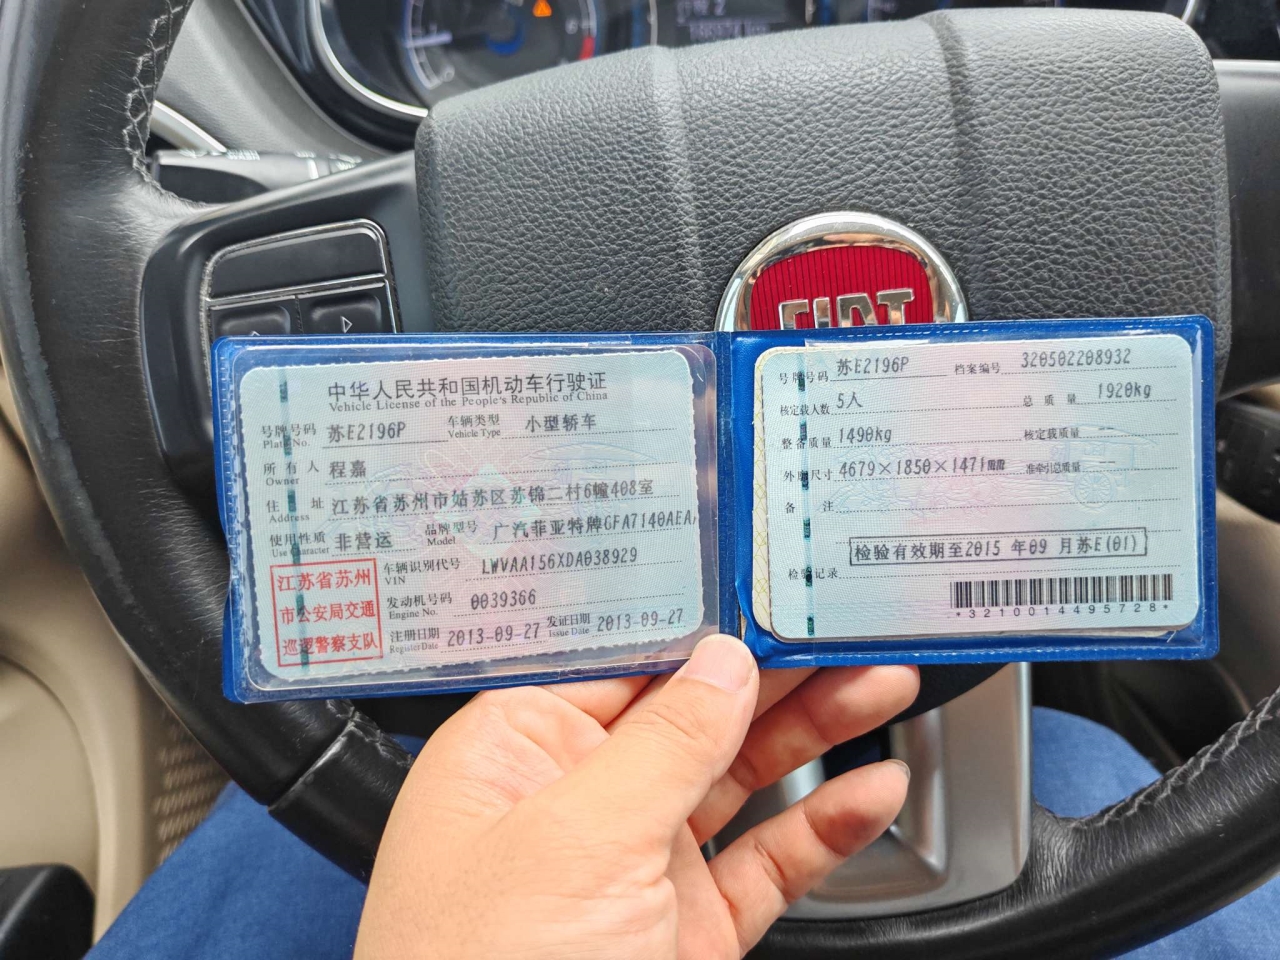 FIAT
中华人民共和国机动车行驶证
Vehicle License of the People's Republic of China
号牌号码 苏E2196P 车辆类型 小型轿车
Plate No. Vehicle Type
所有人 程嘉
Owner
住址 江苏省苏州市姑苏区苏锦二村6幢408室
Address
使用性质 非营运 品牌型号 广汽菲亚特牌GFA7140AEA
Use Character Model
江苏省苏州
市公安局交通
巡逻警察支队
车辆识别代号 LWVAA156XDA038929
VIN
发动机号码 0039366
Engine No.
注册日期 2013-09-27 发证日期 2013-09-27
Register Date Issue Date
号牌号码 苏E2196P 档案编号 320502208932
核定载人数 5人 总质量 1920kg
整备质量 1490kg 核定载质量 --
外廓尺寸 4679×1850×1471 准牵引总质量 --
备注
检验有效期至2015年09月苏E(01)
检验记录
*3210014495728*